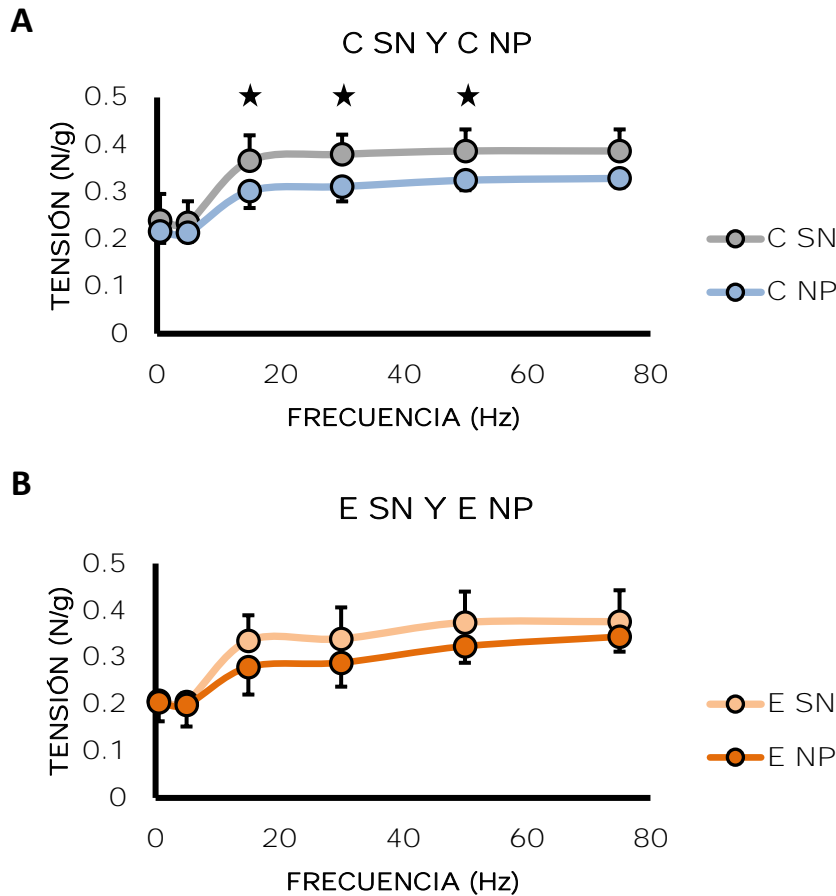 A
C SN Y C NP
0.5
0.4
0.3
0.2
0.1
0
TENSIÓN (N/g)
0 20 40 60 80
FRECUENCIA (Hz)
C SN
C NP
B
E SN Y E NP
0.5
0.4
0.3
0.2
0.1
0
TENSIÓN (N/g)
0 20 40 60 80
FRECUENCIA (Hz)
E SN
E NP